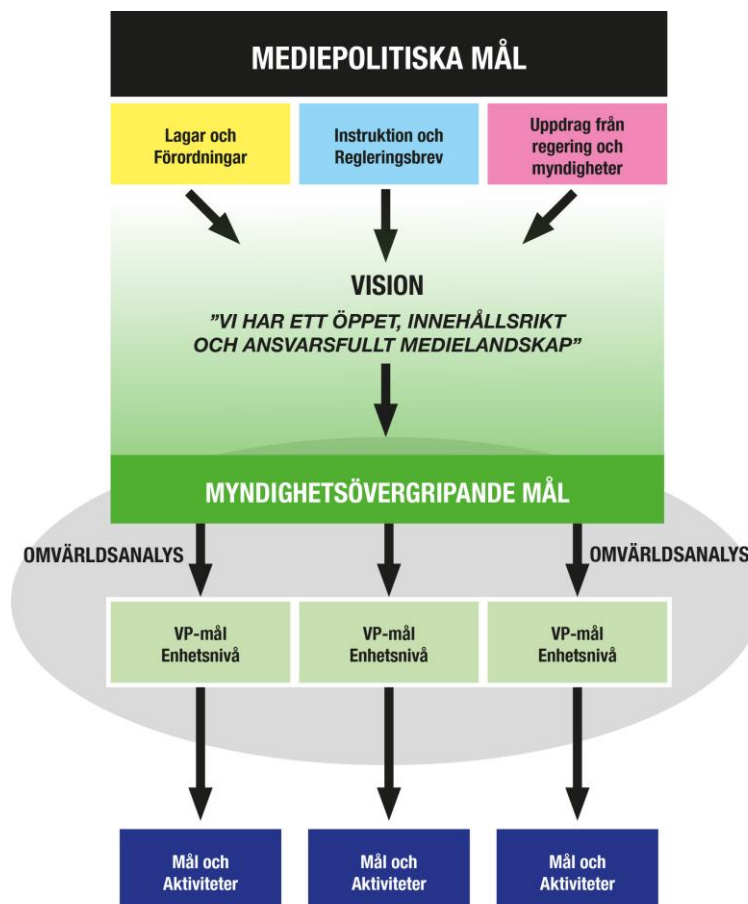 MEDIEPOLITISKA MÅL
Lagar och
Förordningar
Instruktion och
Regleringsbrev
Uppdrag från
regering och
myndigheter
VISION
”VI HAR ETT ÖPPET, INNEHÅLLSRIKT
OCH ANSVARSFULLT MEDIELANDSKAP”
MYNDIGHETSÖVERGRIPANDE MÅL
OMVÄRLDSANALYS
OMVÄRLDSANALYS
VP-mål
Enhetsnivå
VP-mål
Enhetsnivå
VP-mål
Enhetsnivå
Mål och
Aktiviteter
Mål och
Aktiviteter
Mål och
Aktiviteter